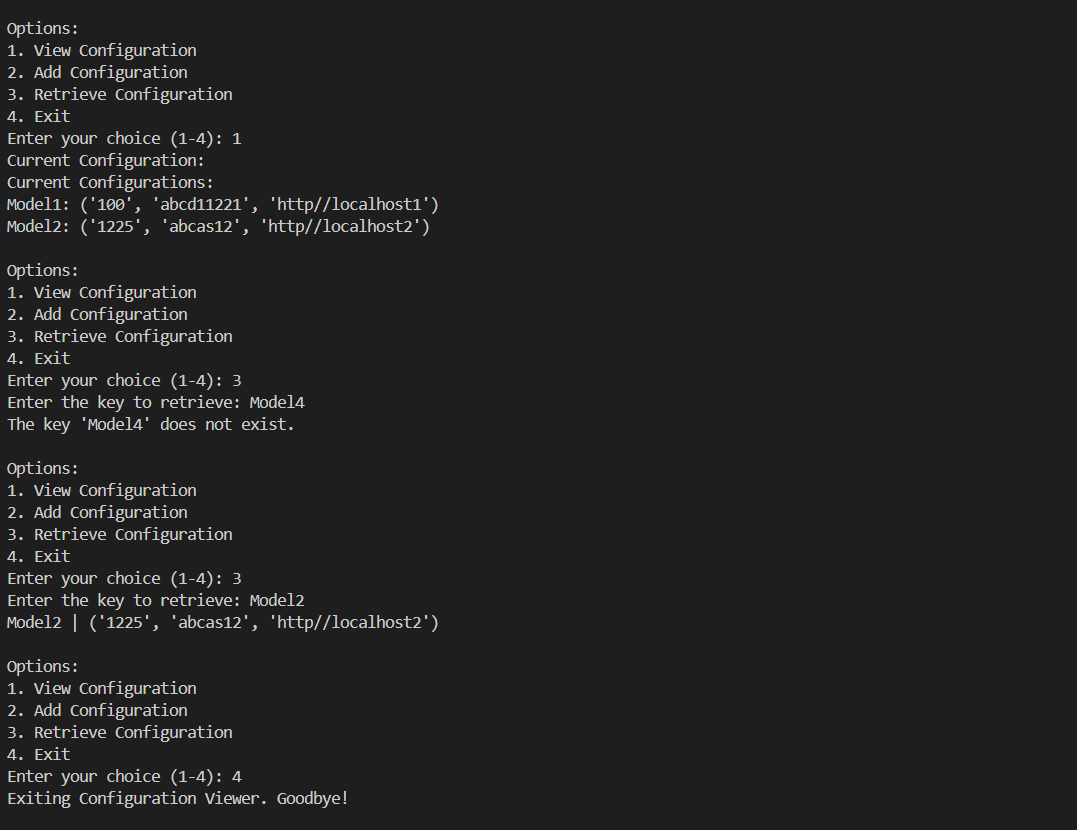 Options:
1. View Configuration
2. Add Configuration
3. Retrieve Configuration
4. Exit
Enter your choice (1-4): 1
Current Configuration:
Current Configurations:
Model1: ('100', 'abcd11221', 'http//localhost1')
Model2: ('1225', 'abcas12', 'http//localhost2')
Options:
1. View Configuration
2. Add Configuration
3. Retrieve Configuration
4. Exit
Enter your choice (1-4): 3
Enter the key to retrieve: Model4
The key 'Model4' does not exist.
Options:
1. View Configuration
2. Add Configuration
3. Retrieve Configuration
4. Exit
Enter your choice (1-4): 3
Enter the key to retrieve: Model2
Model2 | ('1225', 'abcas12', 'http//localhost2')
Options:
1. View Configuration
2. Add Configuration
3. Retrieve Configuration
4. Exit
Enter your choice (1-4): 4
Exiting Configuration Viewer. Goodbye!